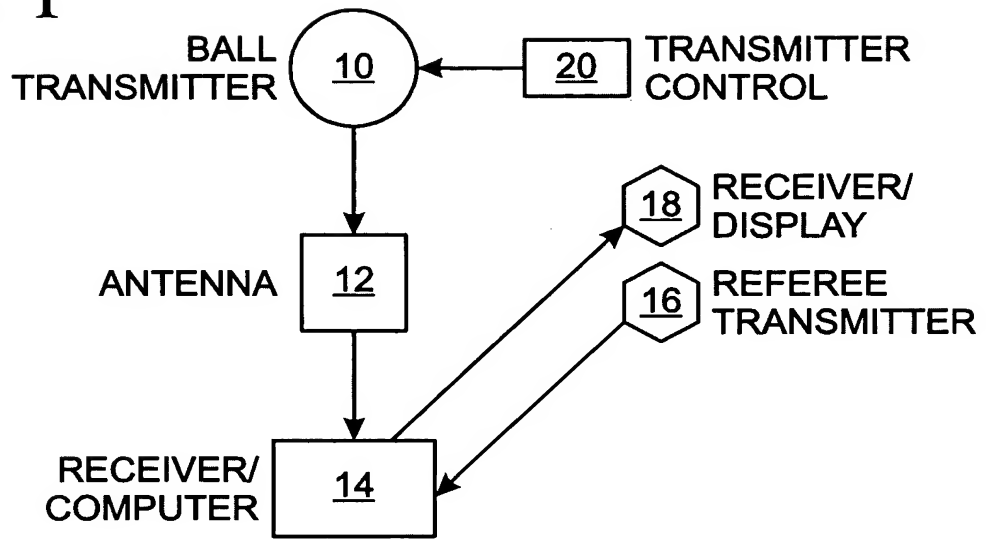 BALL
TRANSMITTER
10
20
TRANSMITTER
CONTROL
18
RECEIVER/
DISPLAY
ANTENNA
12
16
REFEREE
TRANSMITTER
RECEIVER/
COMPUTER
14